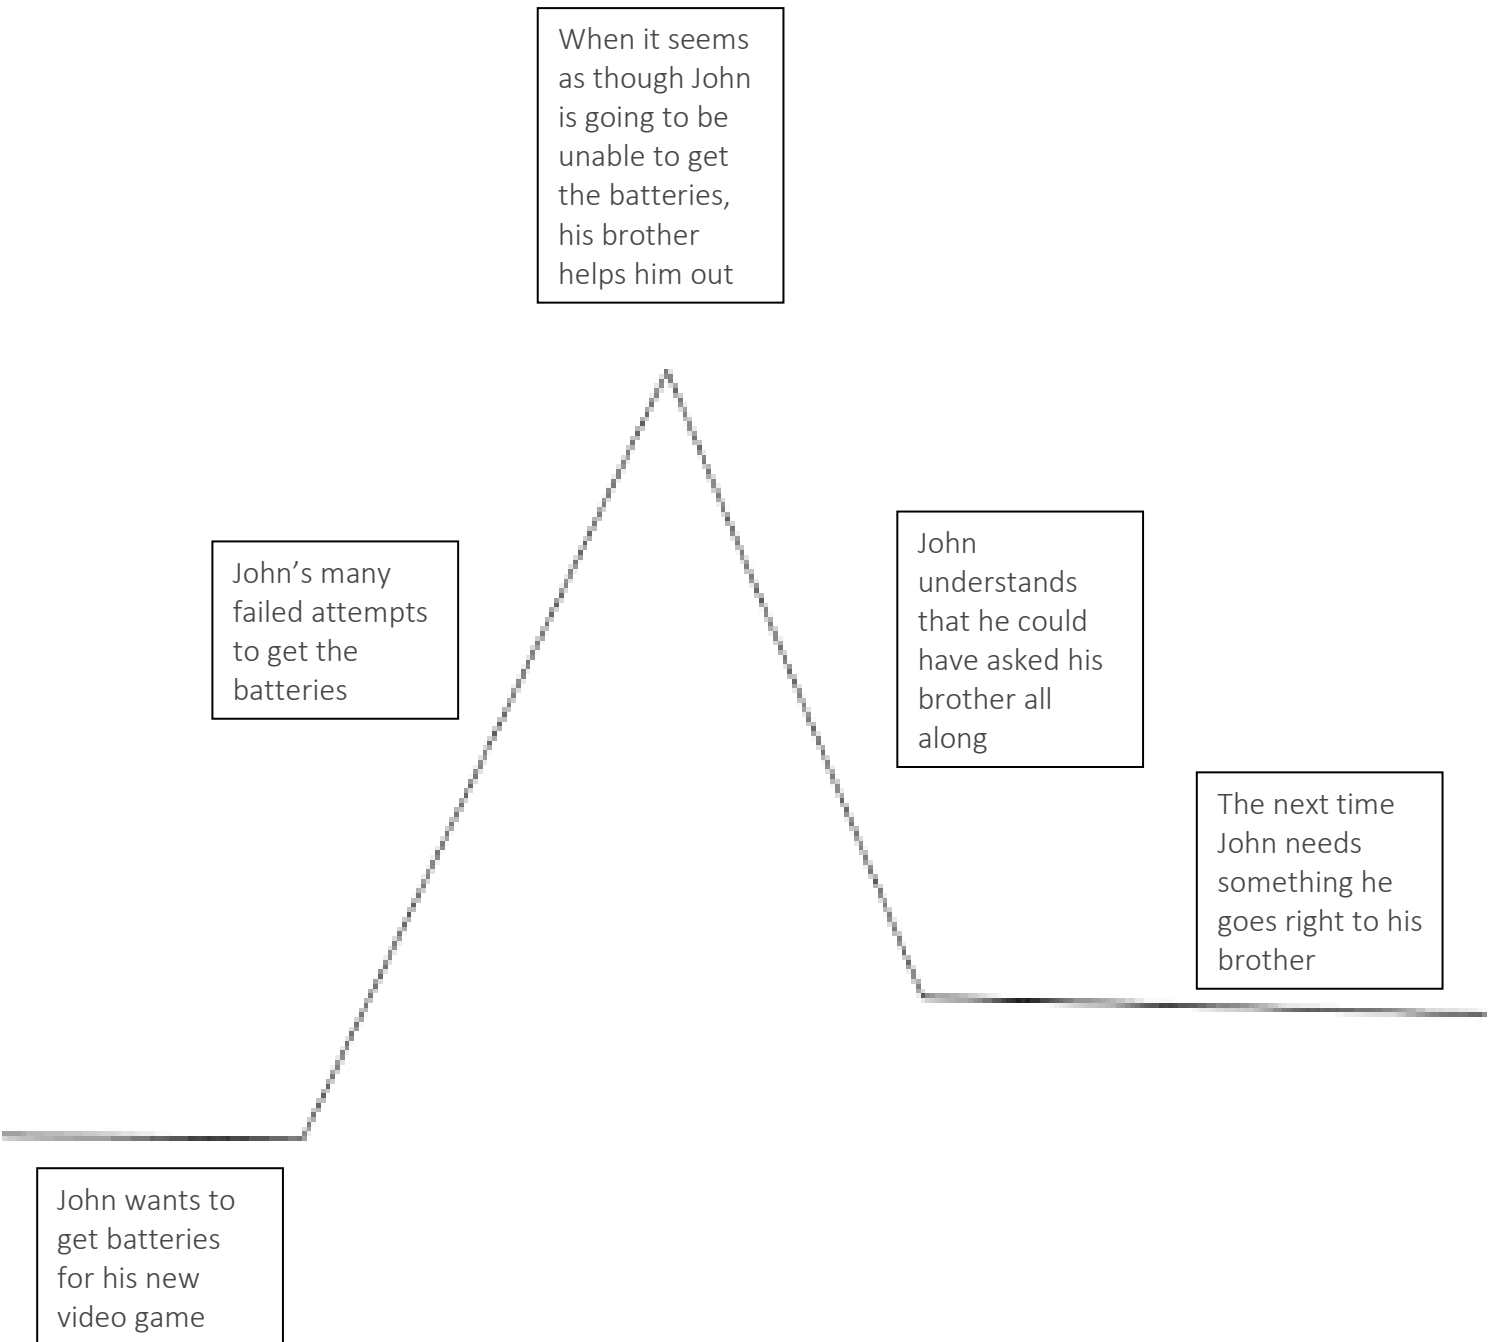 When it seems
as though John
is going to be
unable to get
the batteries,
his brother
helps him out
John’s many
failed attempts
to get the
batteries
John
understands
that he could
have asked his
brother all
along
The next time
John needs
something he
goes right to his
brother
John wants to
get batteries
for his new
video game